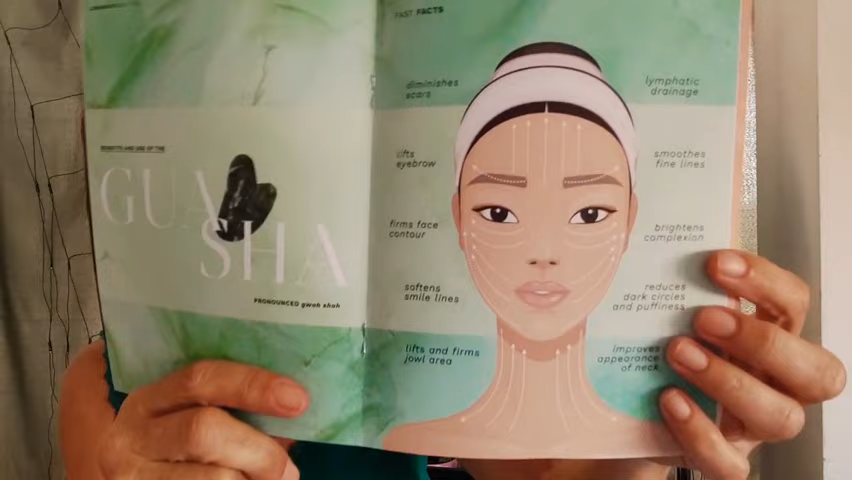 BENEFITS AND USE OF THE
GUA
SHA
PRONOUNCED gwah shah
FAST FACTS
diminishes
scars
lifts
eyebrow
firms face
contour
softens
smile lines
lifts and firms
jowl area
lymphatic
drainage
smoothes
fine lines
brightens
complexion
reduces
dark circles
and puffiness
improves
appearance
of neck